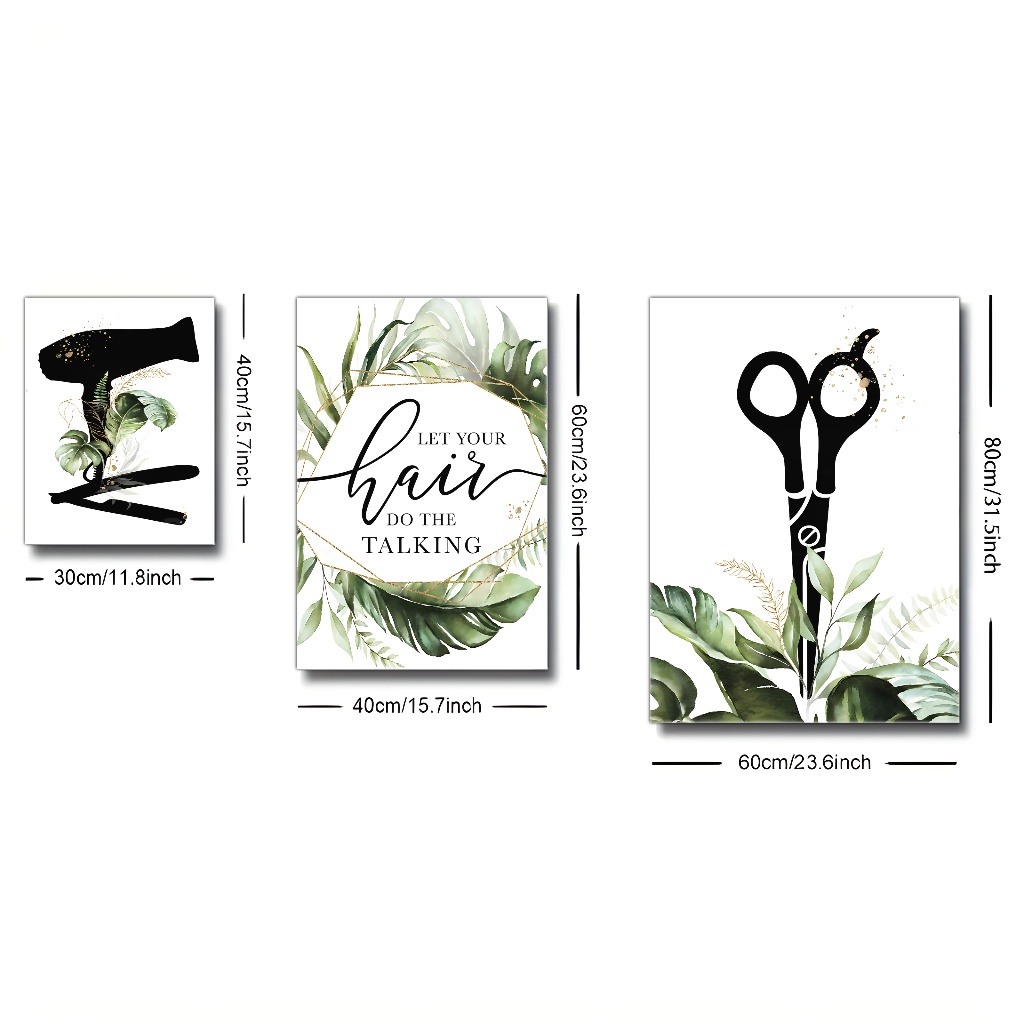 40cm/15.7inch
30cm/11.8inch
LET YOUR
hair
DO THE
TALKING
60cm/23.6inch
40cm/15.7inch
80cm/31.5inch
60cm/23.6inch